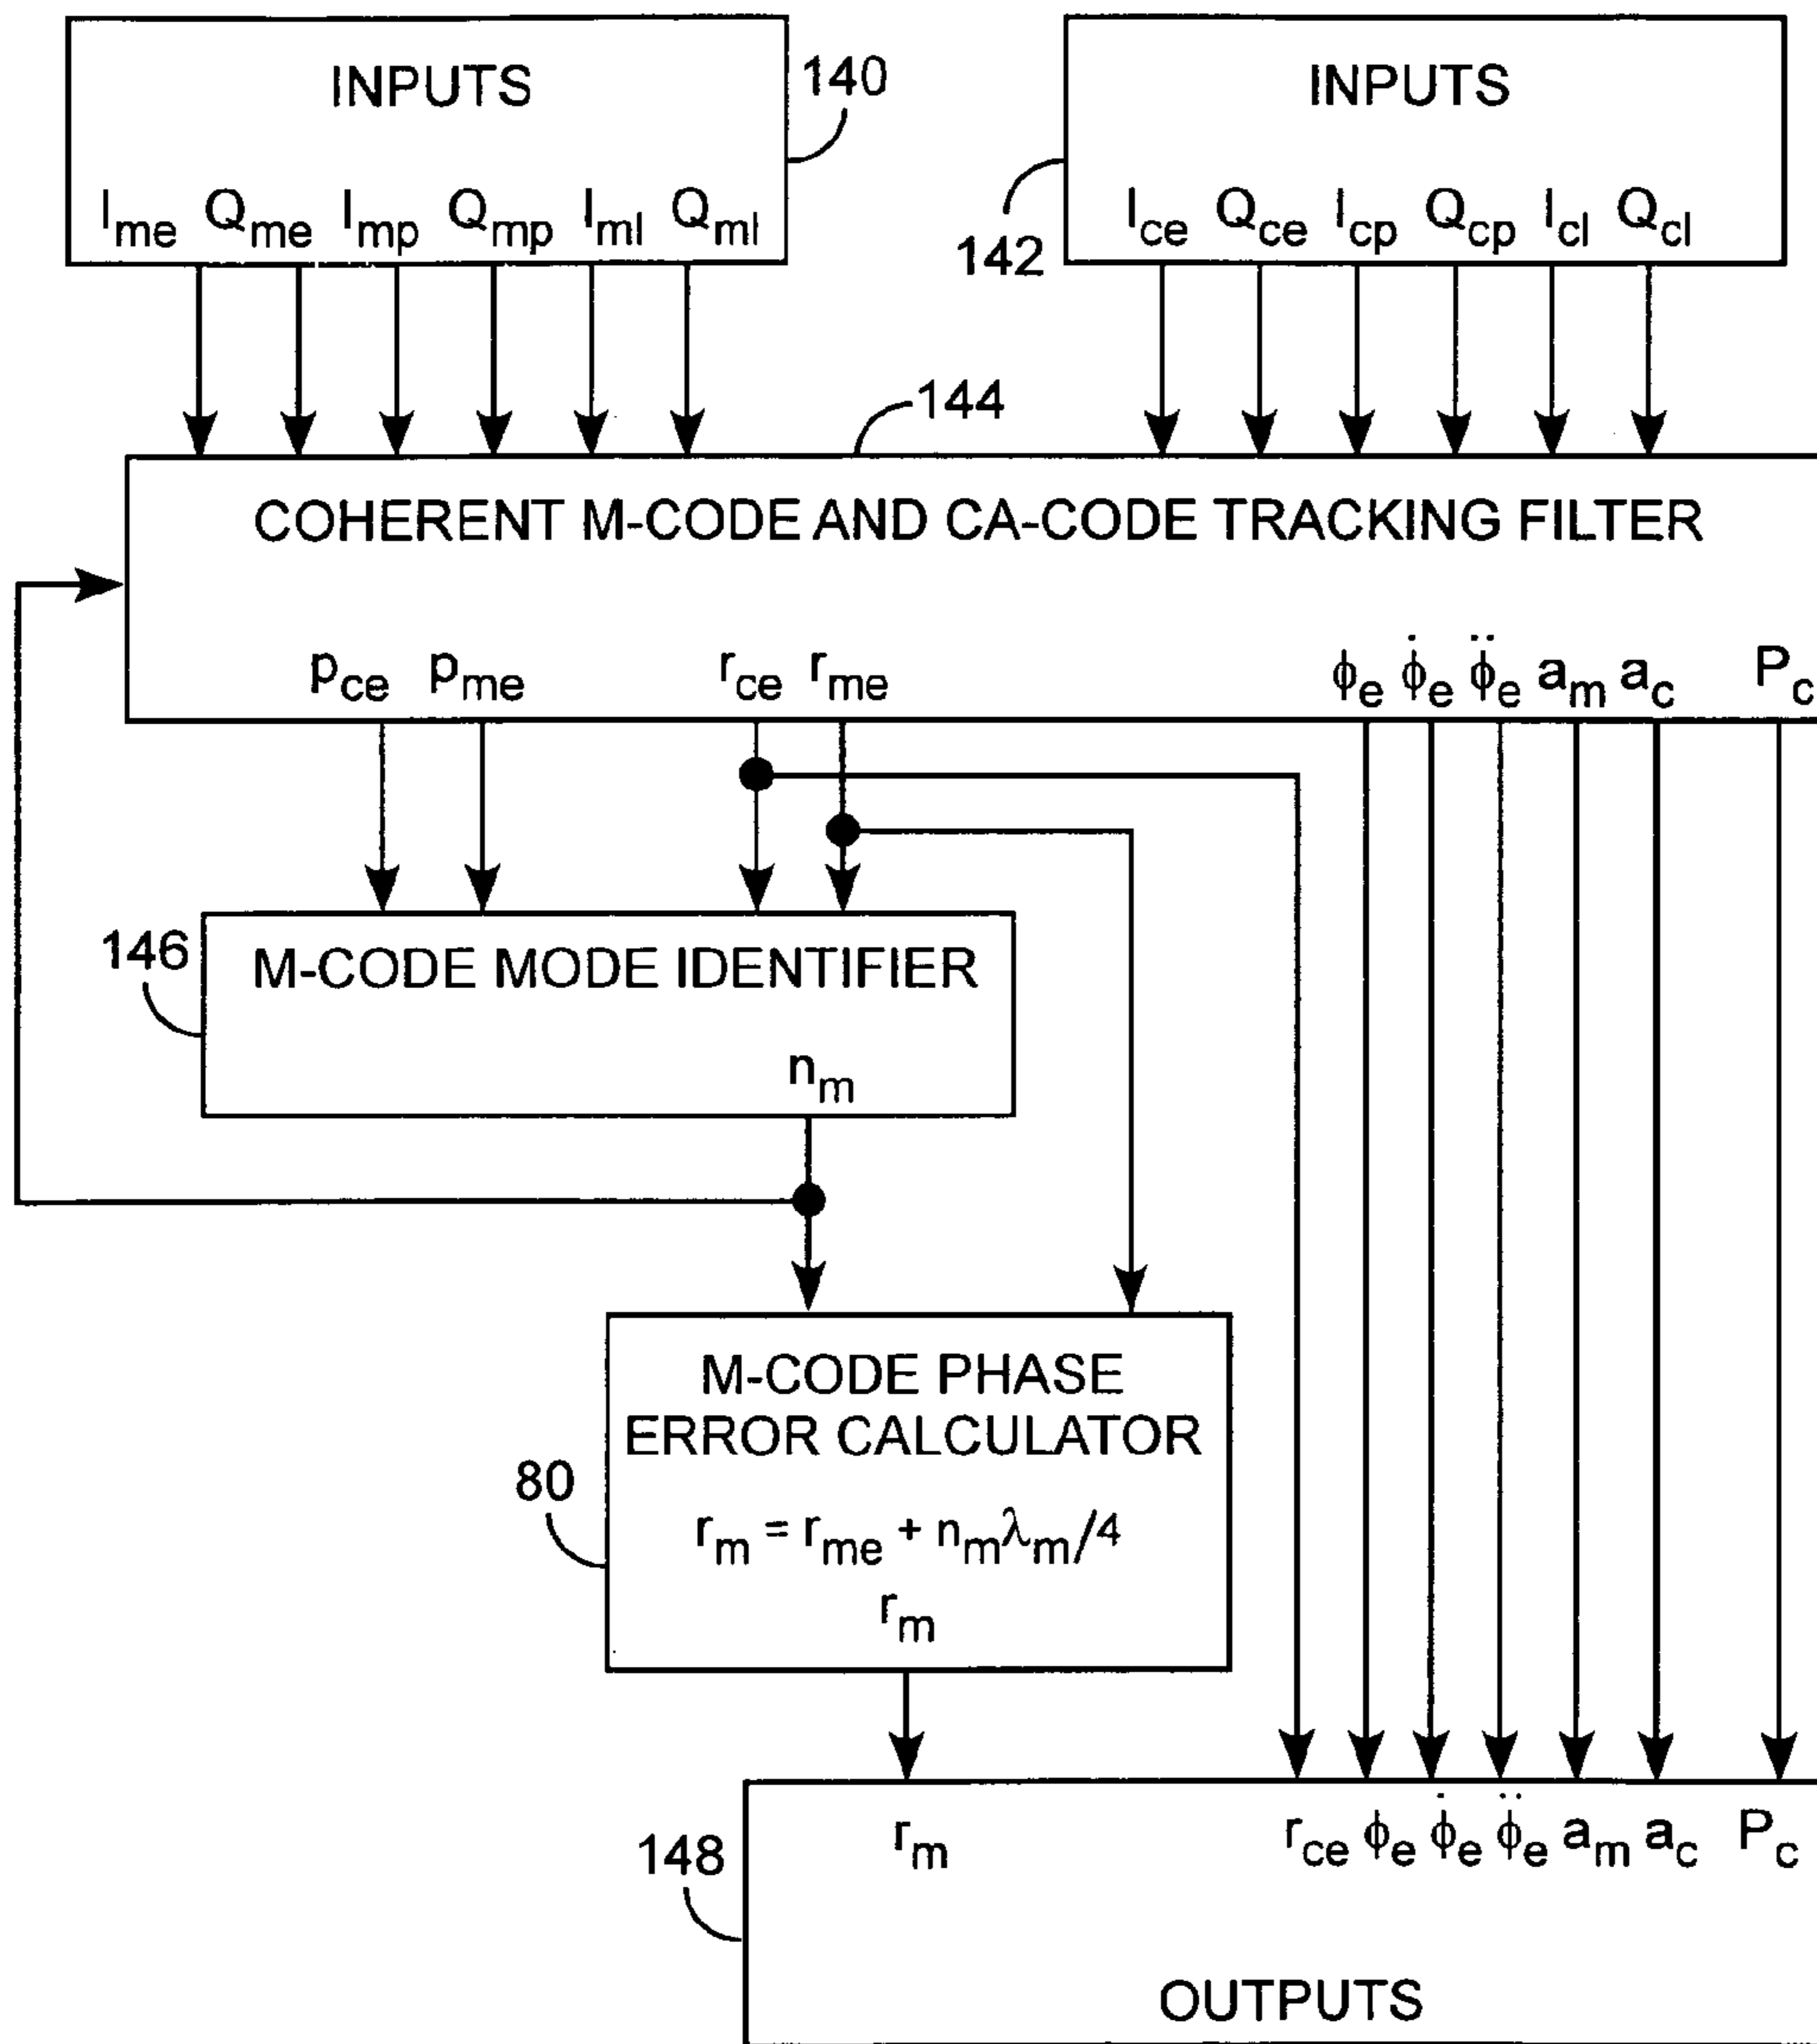 INPUTS
140
I_me Q_me I_mp Q_mp I_ml Q_ml
INPUTS
142
I_ce Q_ce I_cp Q_cp I_cl Q_cl
144
COHERENT M-CODE AND CA-CODE TRACKING FILTER
p_ce p_me r_ce r_me ϕ_e ϕ̇_e ϕ̈_e a_m a_c P_c
146
M-CODE MODE IDENTIFIER
n_m
M-CODE PHASE
ERROR CALCULATOR
80
r_m = r_me + n_mλ_m/4
r_m
148
r_m r_ce ϕ_e ϕ̇_e ϕ̈_e a_m a_c P_c
OUTPUTS